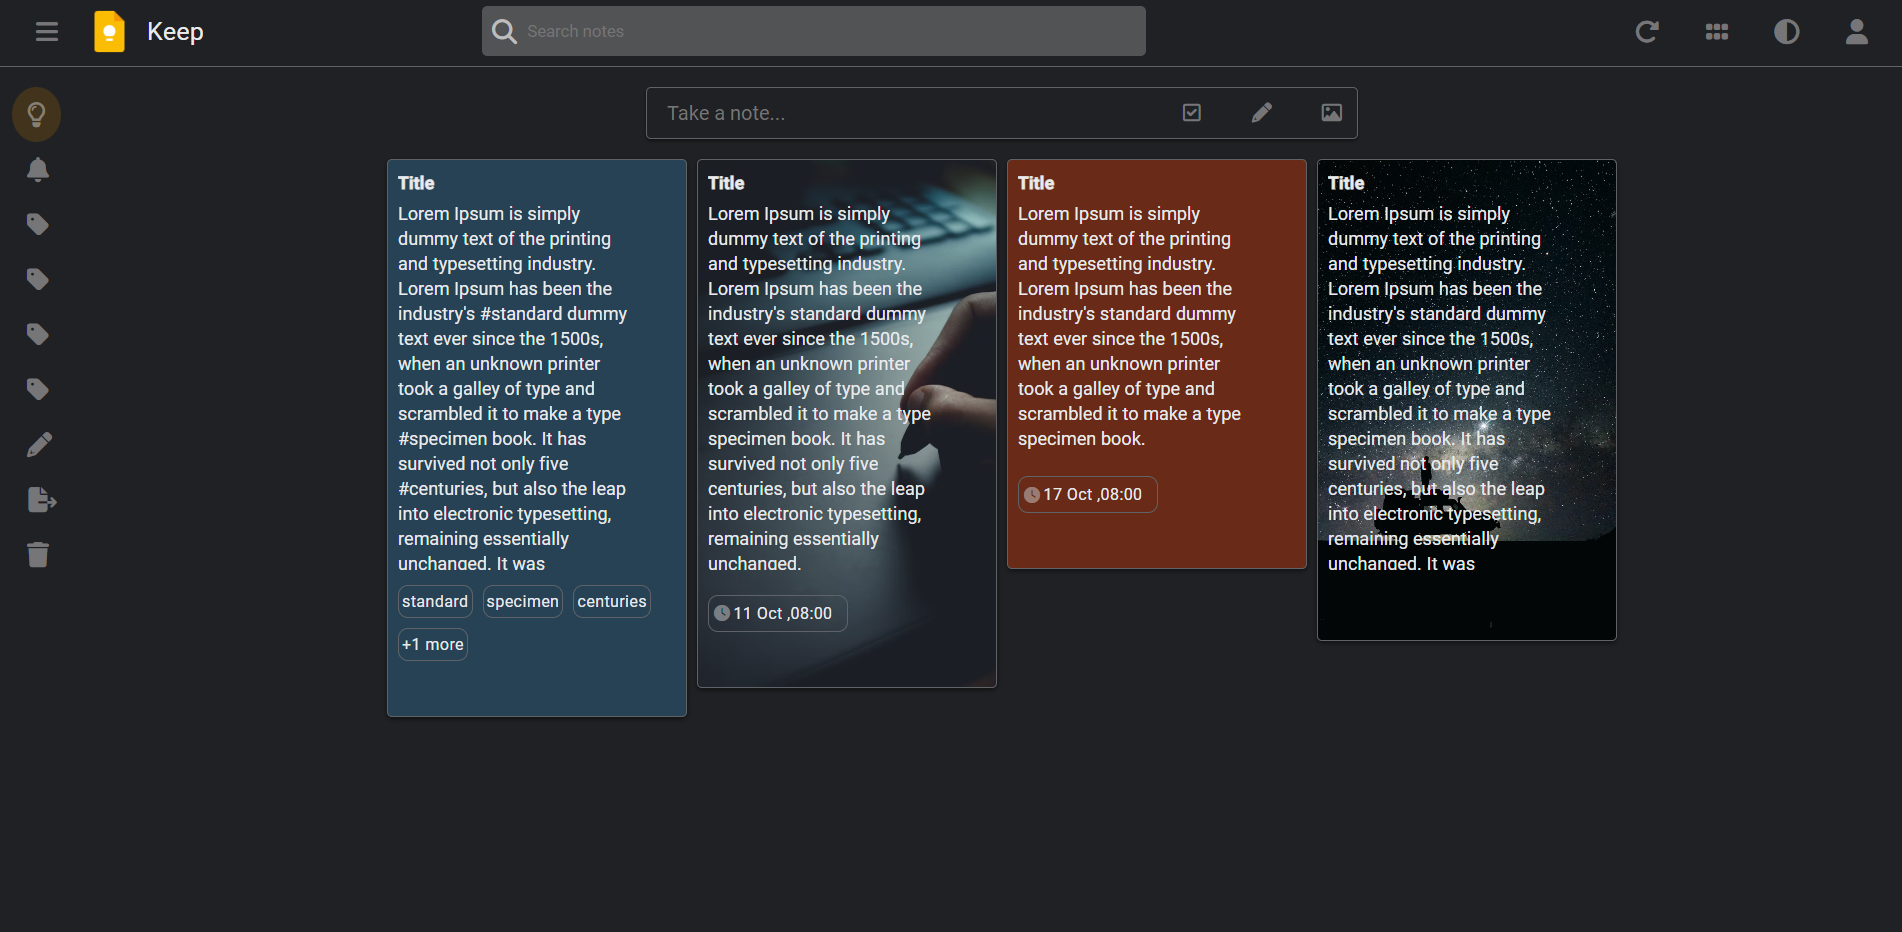 Keep
Search notes
Take a note...
Title
Lorem Ipsum is simply
dummy text of the printing
and typesetting industry.
Lorem Ipsum has been the
industry's #standard dummy
text ever since the 1500s,
when an unknown printer
took a galley of type and
scrambled it to make a type
#specimen book. It has
survived not only five
#centuries, but also the leap
into electronic typesetting,
remaining essentially
unchanged. It was
standard
specimen
centuries
+1 more
Title
Lorem Ipsum is simply
dummy text of the printing
and typesetting industry.
Lorem Ipsum has been the
industry's standard dummy
text ever since the 1500s,
when an unknown printer
took a galley of type and
scrambled it to make a type
specimen book. It has
survived not only five
centuries, but also the leap
into electronic typesetting,
remaining essentially
unchanged.
11 Oct ,08:00
Title
Lorem Ipsum is simply
dummy text of the printing
and typesetting industry.
Lorem Ipsum has been the
industry's standard dummy
text ever since the 1500s,
when an unknown printer
took a galley of type and
scrambled it to make a type
specimen book.
17 Oct ,08:00
Title
Lorem Ipsum is simply
dummy text of the printing
and typesetting industry.
Lorem Ipsum has been the
industry's standard dummy
text ever since the 1500s,
when an unknown printer
took a galley of type and
scrambled it to make a type
specimen book. It has
survived not only five
centuries, but also the leap
into electronic typesetting,
remaining essentially
unchanged. It was